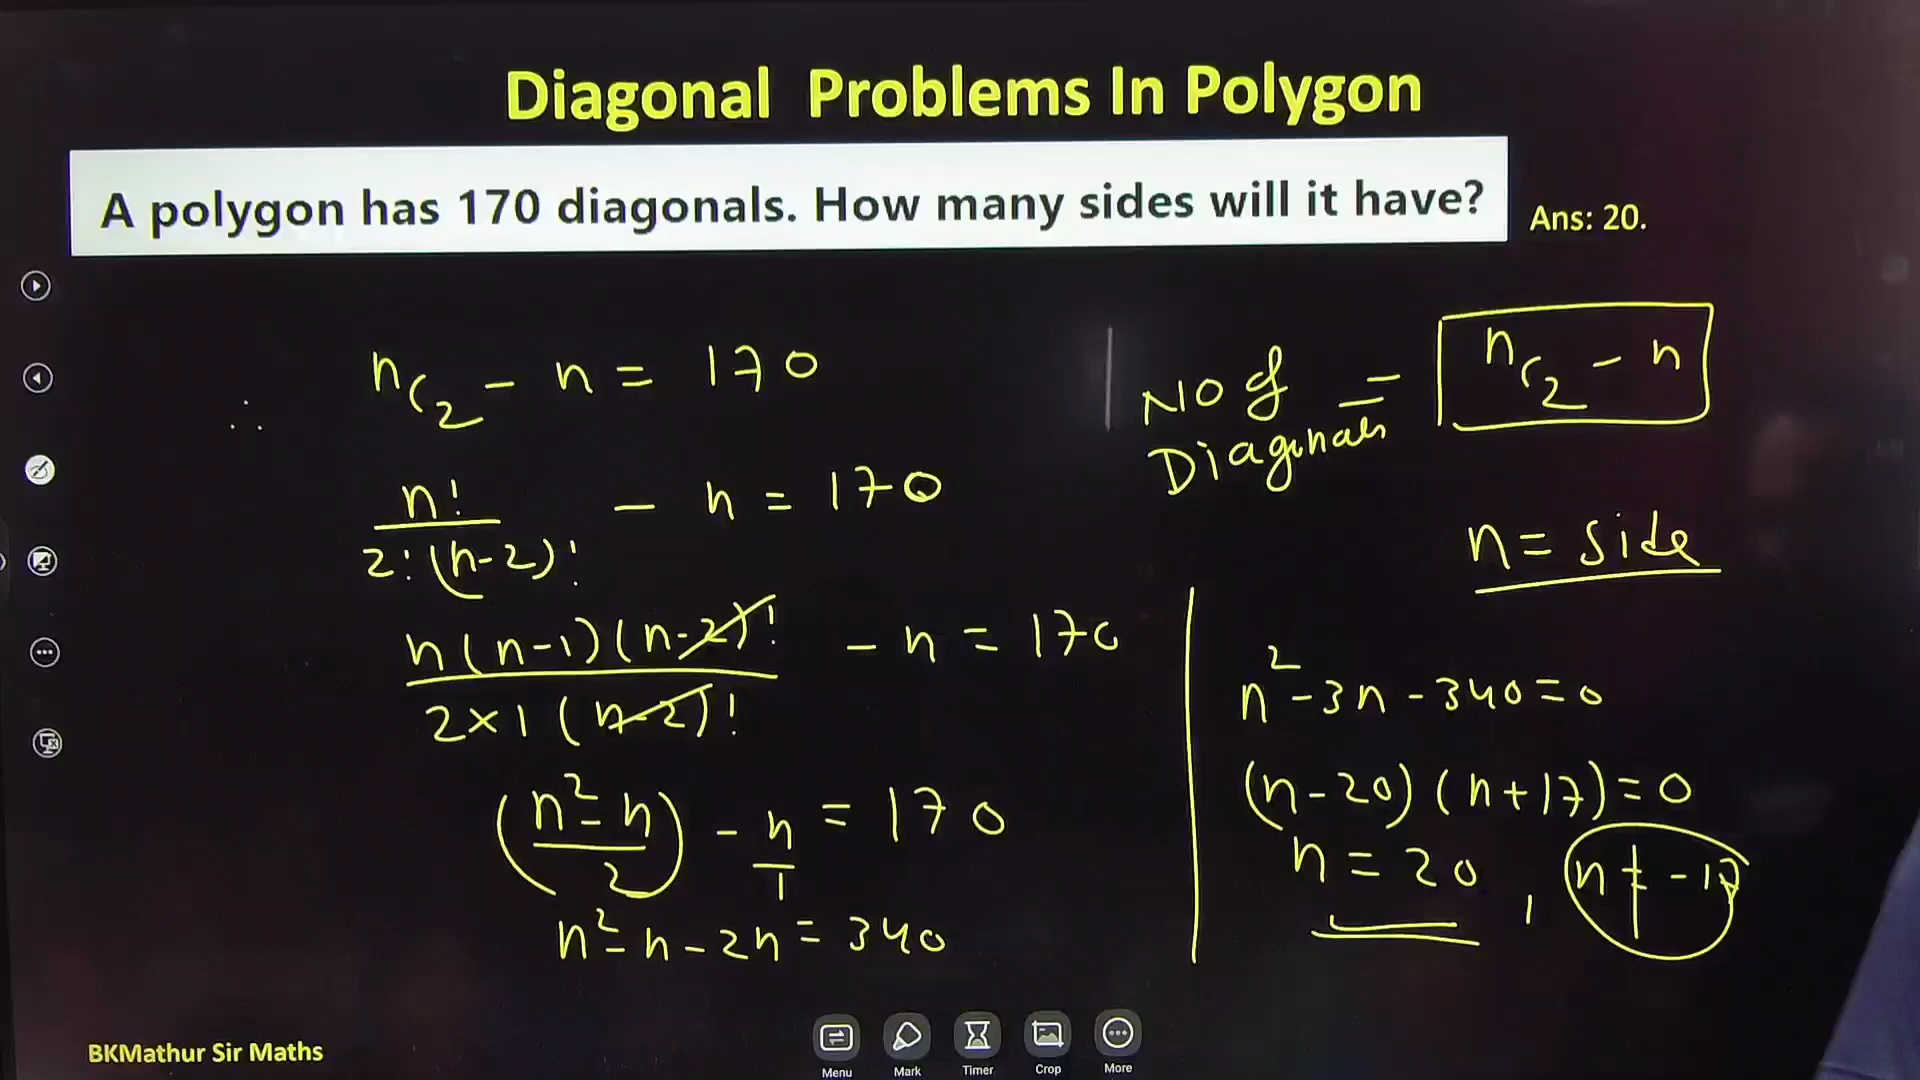 Diagonal Problems In Polygon
A polygon has 170 diagonals. How many sides will it have?
Ans: 20.
∴ nC2 - n = 170
n! / 2!(n-2)! - n = 170
n(n-1)(n-2)! / 2×1(n-2)! - n = 170
(n²-n / 2) - n/1 = 170
n²-n-2n = 340
No of Diagonals = nC2 - n
n = side
n²-3n-340=0
(n-20)(n+17)=0
n = 20, n ≠ -17
BKMathur Sir Maths
Menu
Mark
Timer
Crop
More